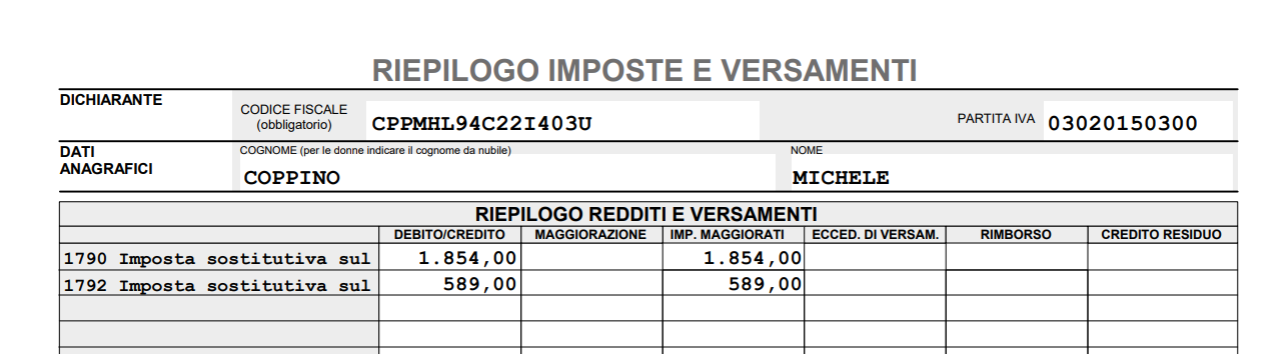 RIEPILOGO IMPOSTE E VERSAMENTI
DICHIARANTE
CODICE FISCALE
(obbligatorio)
CPPMHL94C22I403U
PARTITA IVA 03020150300
DATI
ANAGRAFICI
COGNOME (per le donne indicare il cognome da nubile)
COPPINO
NOME
MICHELE
RIEPILOGO REDDITI E VERSAMENTI
DEBITO/CREDITO MAGGIORAZIONE IMP. MAGGIORATI ECCED. DI VERSAM. RIMBORSO CREDITO RESIDUO
1790 Imposta sostitutiva sul 1.854,00 1.854,00
1792 Imposta sostitutiva sul 589,00 589,00